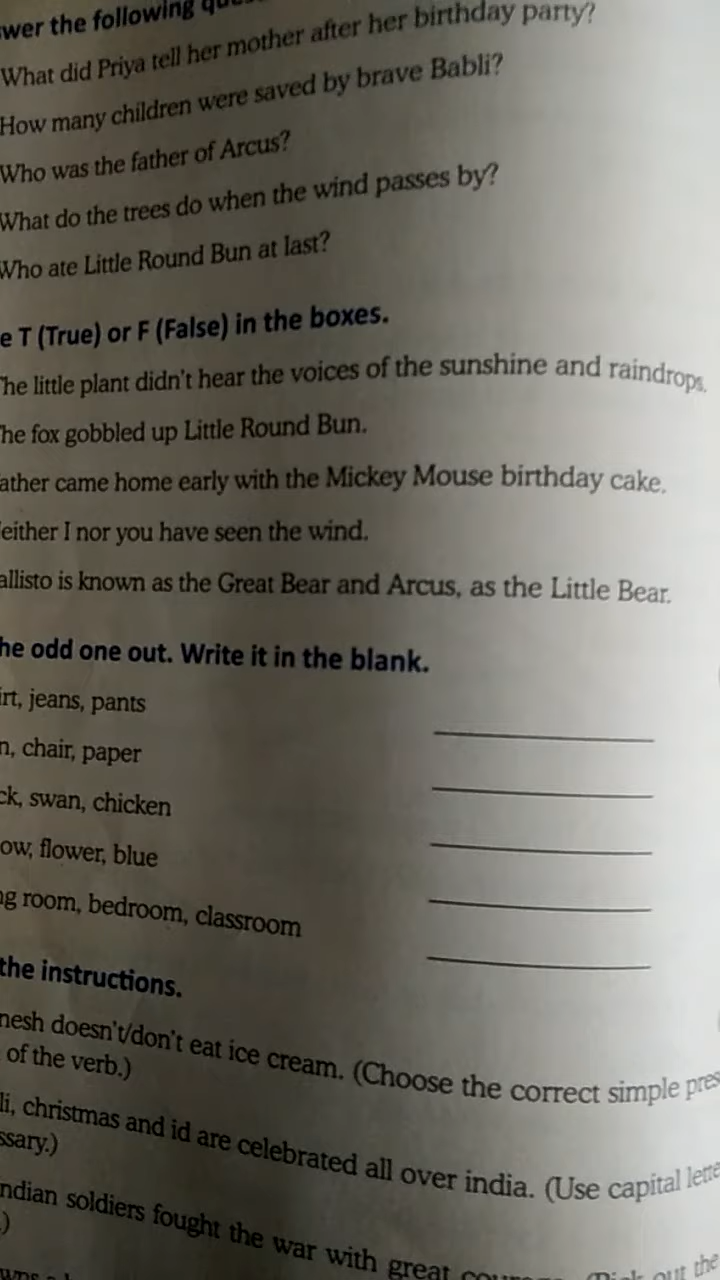 wer the following
What did Priya tell her mother after her birthday party?
How many children were saved by brave Babli?
Who was the father of Arcus?
What do the trees do when the wind passes by?
Who ate Little Round Bun at last?
e T (True) or F (False) in the boxes.
The little plant didn't hear the voices of the sunshine and raindrops.
he fox gobbled up Little Round Bun.
ather came home early with the Mickey Mouse birthday cake.
either I nor you have seen the wind.
allisto is known as the Great Bear and Arcus, as the Little Bear.
he odd one out. Write it in the blank.
irt, jeans, pants
n, chair, paper
ck, swan, chicken
ow, flower, blue
ng room, bedroom, classroom
the instructions.
nesh doesn't/don't eat ice cream. (Choose the correct simple pres
of the verb.)
li, christmas and id are celebrated all over india. (Use capital lette
ssary.)
ndian soldiers fought the war with great
.) out the